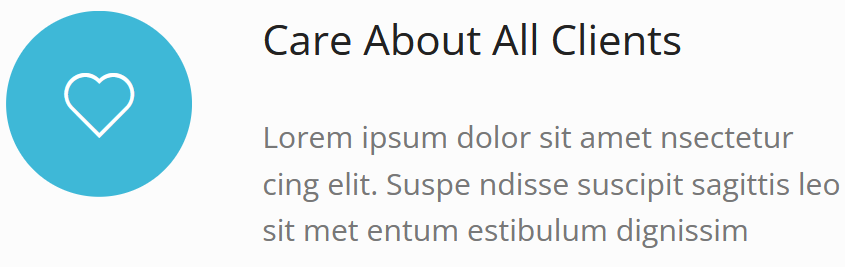 Care About All Clients
Lorem ipsum dolor sit amet nsectetur
cing elit. Suspe ndisse suscipit sagittis leo
sit met entum estibulum dignissim